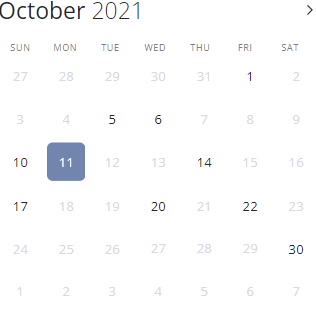 October 2021 >
SUN MON TUE WED THU FRI SAT
27 28 29 30 31 1 2
3 4 5 6 7 8 9
10 11 12 13 14 15 16
17 18 19 20 21 22 23
24 25 26 27 28 29 30
1 2 3 4 5 6 7